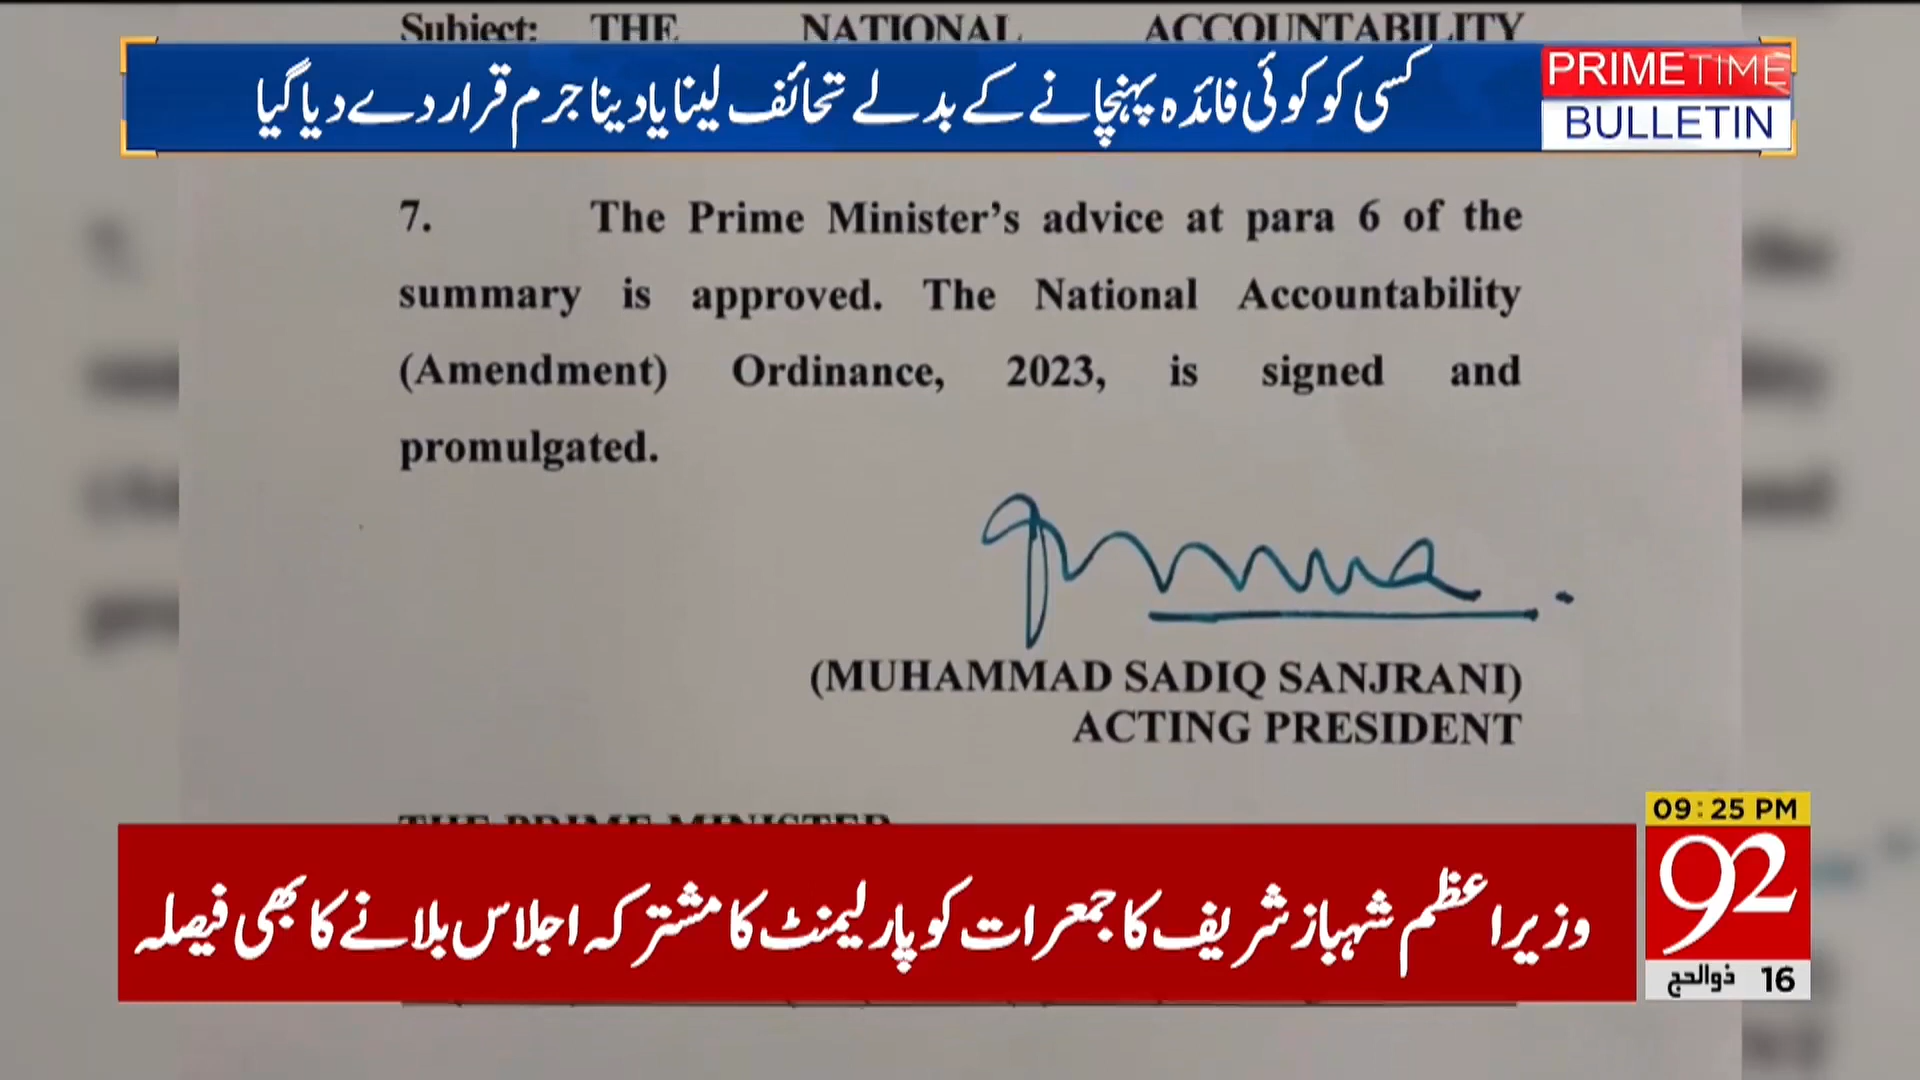 Subject: THE NATIONAL ACCOUNTABILITY
کسی کو کوئی فائدہ پہنچانے کے بدلے تحائف لینا یا دینا جرم قرار دے دیا گیا
PRIMETIME
BULLETIN
7. The Prime Minister's advice at para 6 of the
summary is approved. The National Accountability
(Amendment) Ordinance, 2023, is signed and
promulgated.
(MUHAMMAD SADIQ SANJRANI)
ACTING PRESIDENT
THE PRIME MINISTER
09:25 PM
92
وزیراعظم شہباز شریف کا جمعرات کو پارلیمنٹ کا مشترکہ اجلاس بلانے کا بھی فیصلہ
16 ذوالحج